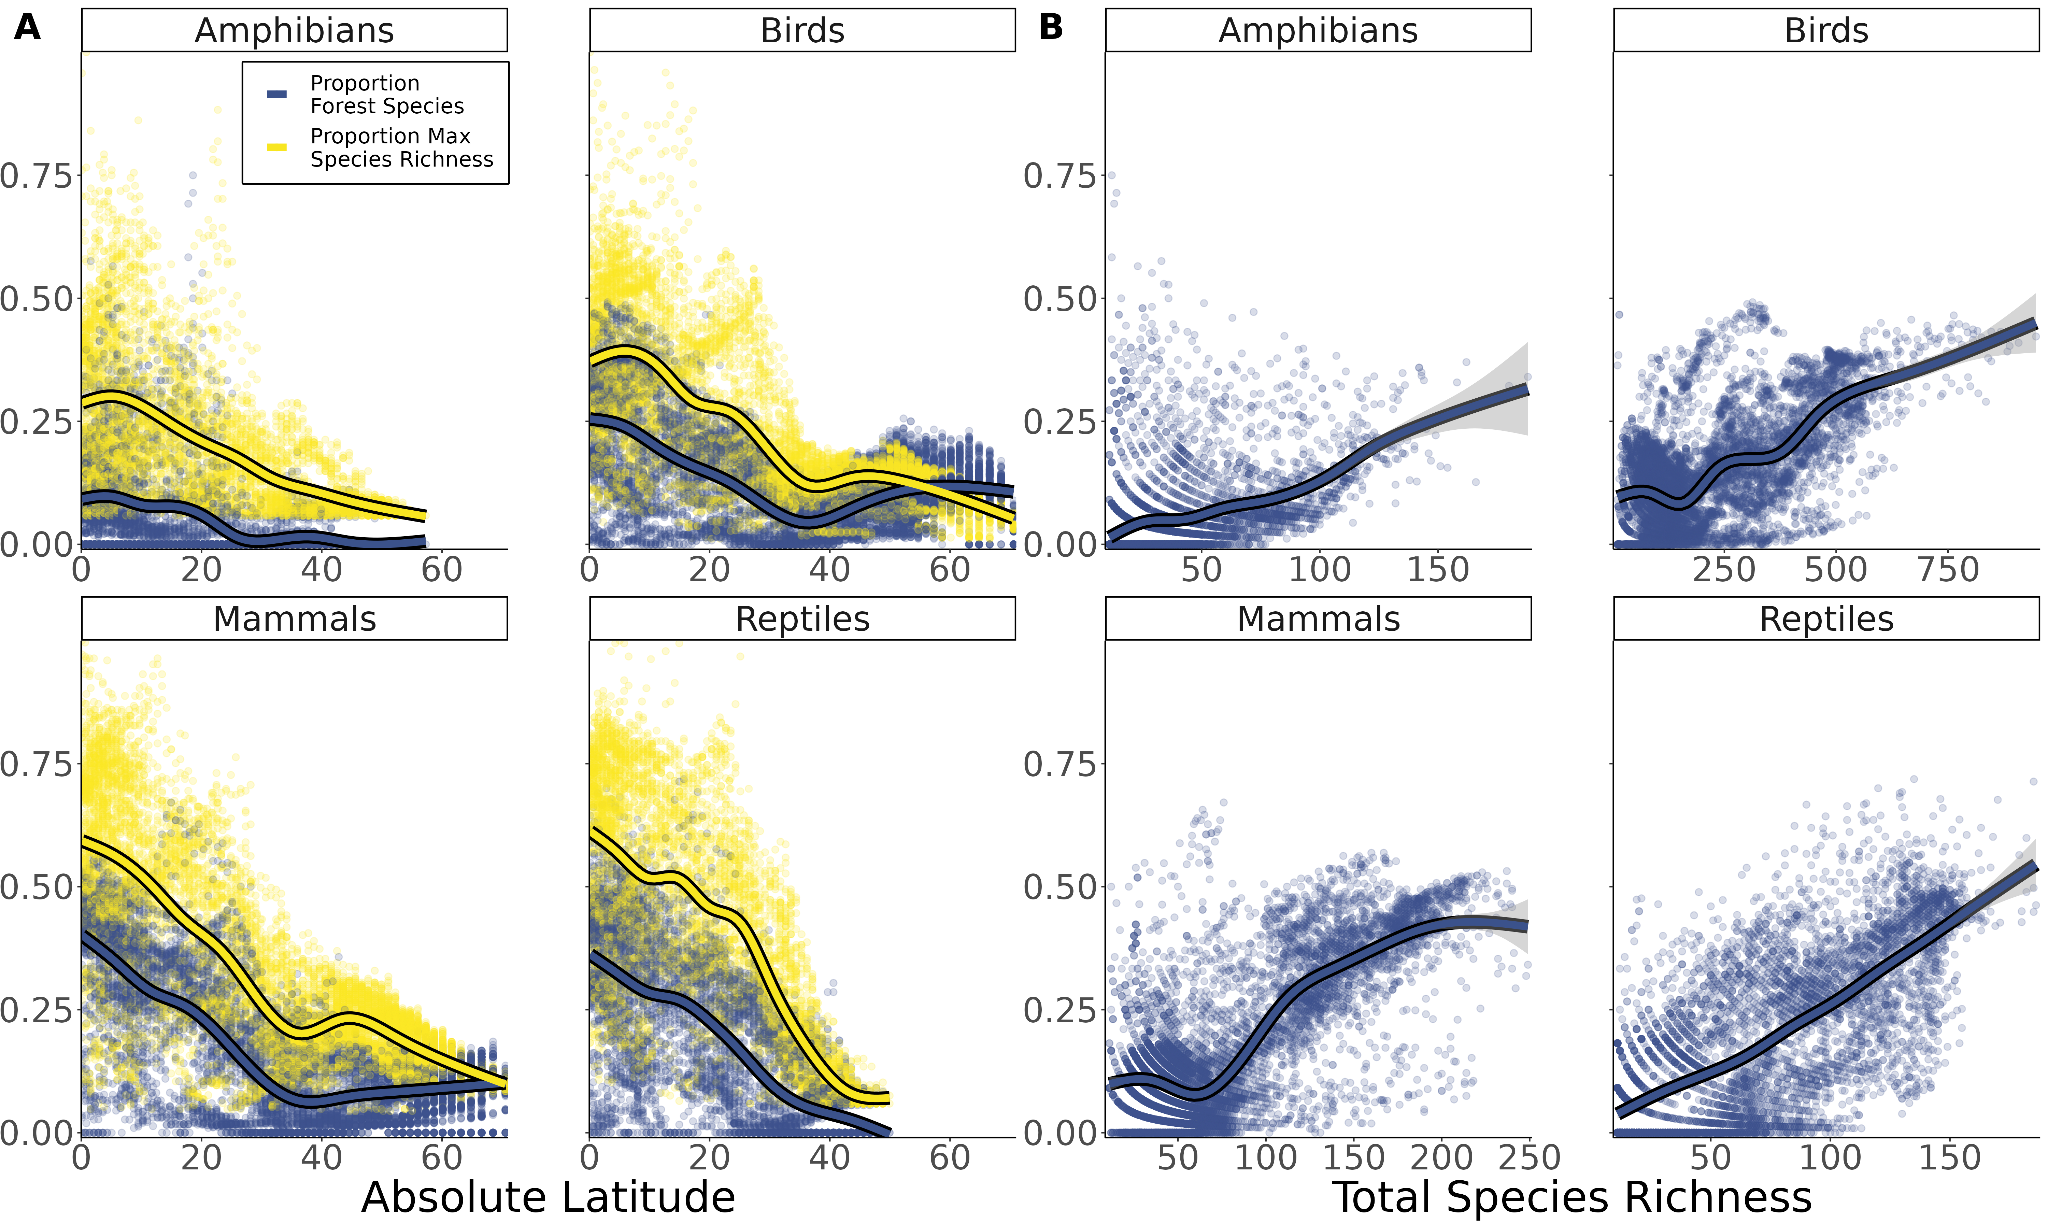 A
Amphibians
Birds
B
Amphibians
Birds
Proportion
Forest Species
Proportion Max
Species Richness
0.75
0.50
0.25
0.00
0 20 40 60
0 20 40 60
0.75
0.50
0.25
0.00
50 100 150
250 500 750
Mammals
Reptiles
Mammals
Reptiles
0.75
0.50
0.25
0.00
0 20 40 60
0 20 40 60
0.75
0.50
0.25
0.00
50 100 150 200 250
50 100 150
Absolute Latitude
Total Species Richness